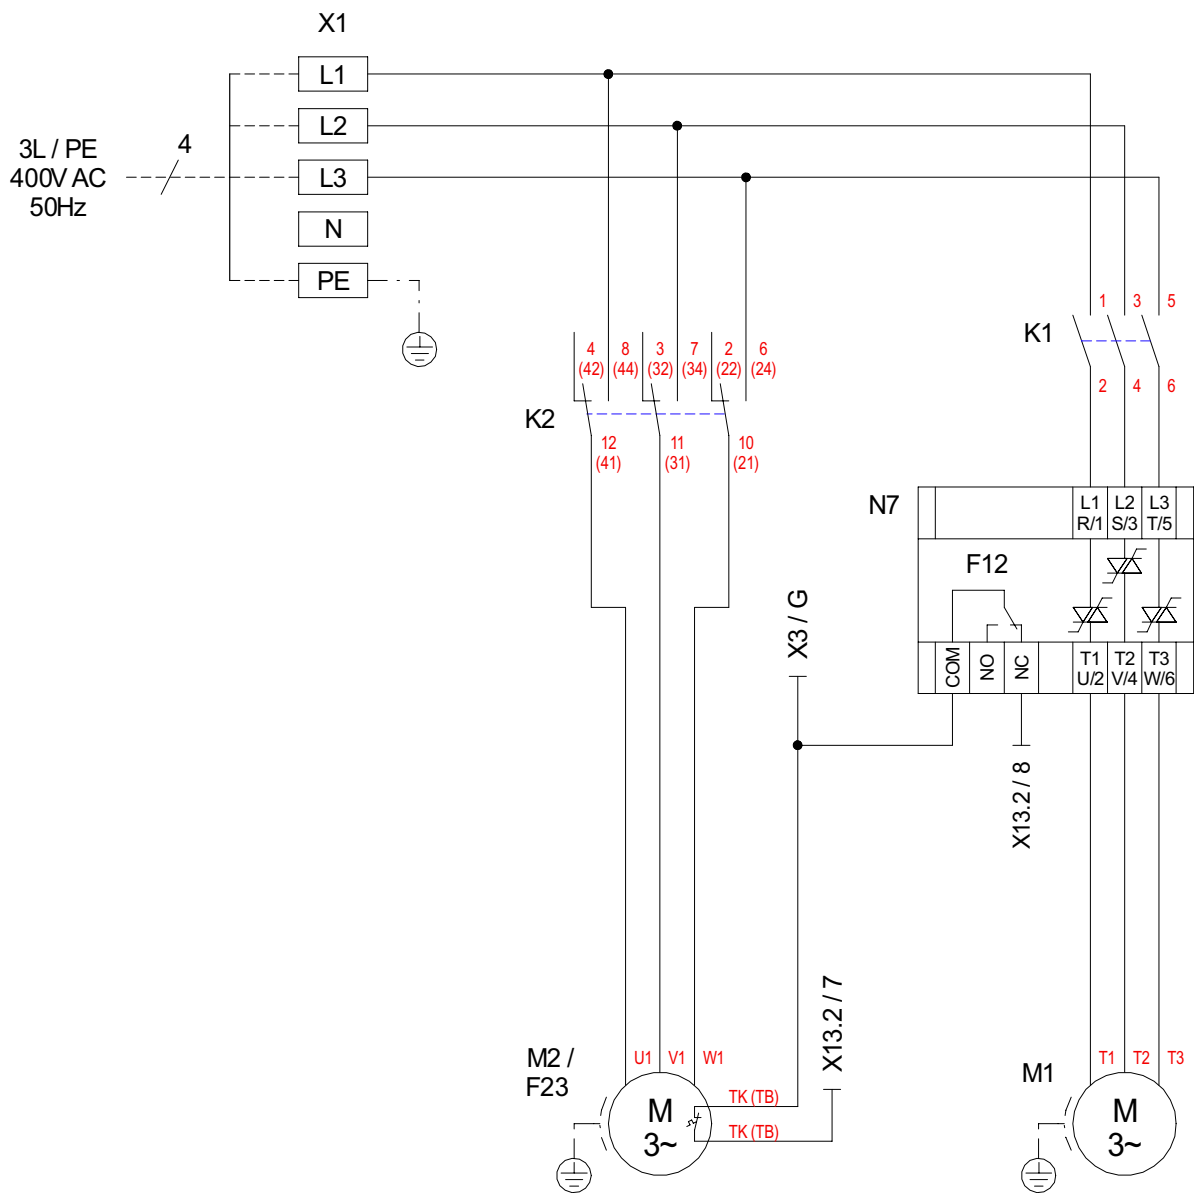 X1
L1
L2
L3
N
PE
3L / PE
400V AC
50Hz
4
K1
1 3 5
2 4 6
K2
4 8 3 7 2 6
(42) (44) (32) (34) (22) (24)
12 11 10
(41) (31) (21)
N7
L1 L2 L3
R/1 S/3 T/5
F12
COM NO NC
T1 T2 T3
U/2 V/4 W/6
X3 / G
X13.2 / 8
X13.2 / 7
M2 /
F23
U1 V1 W1
M
3~
TK (TB)
TK (TB)
M1
T1 T2 T3
M
3~